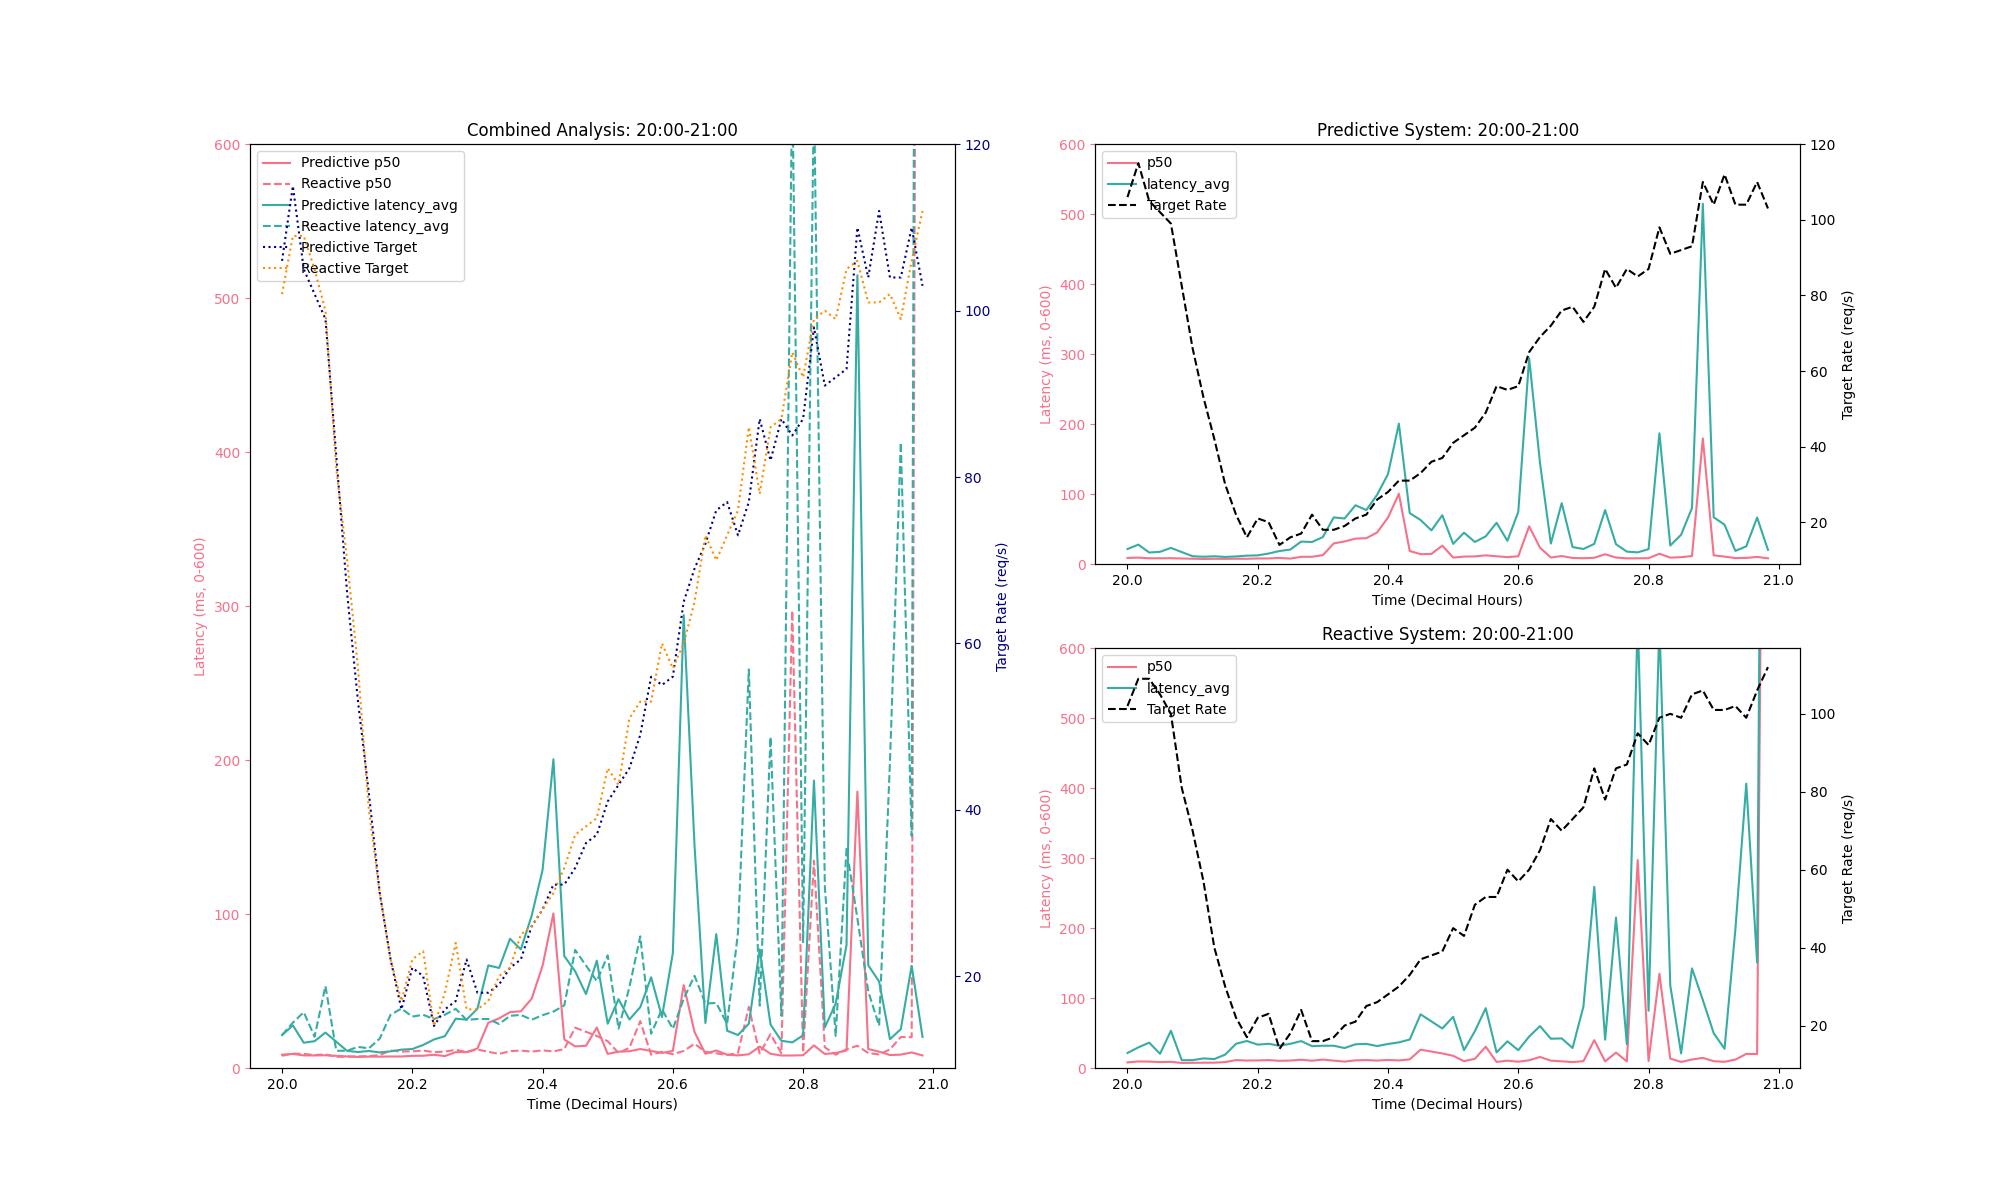 Combined Analysis: 20:00-21:00
600
500
400
300
200
100
0
Latency (ms, 0-600)
Predictive p50
Reactive p50
Predictive latency_avg
Reactive latency_avg
Predictive Target
Reactive Target
120
100
80
60
40
20
Target Rate (req/s)
20.0 20.2 20.4 20.6 20.8 21.0
Time (Decimal Hours)
Predictive System: 20:00-21:00
600
500
400
300
200
100
0
Latency (ms, 0-600)
p50
latency_avg
Target Rate
120
100
80
60
40
20
Target Rate (req/s)
20.0 20.2 20.4 20.6 20.8 21.0
Time (Decimal Hours)
Reactive System: 20:00-21:00
600
500
400
300
200
100
0
Latency (ms, 0-600)
p50
latency_avg
Target Rate
100
80
60
40
20
Target Rate (req/s)
20.0 20.2 20.4 20.6 20.8 21.0
Time (Decimal Hours)